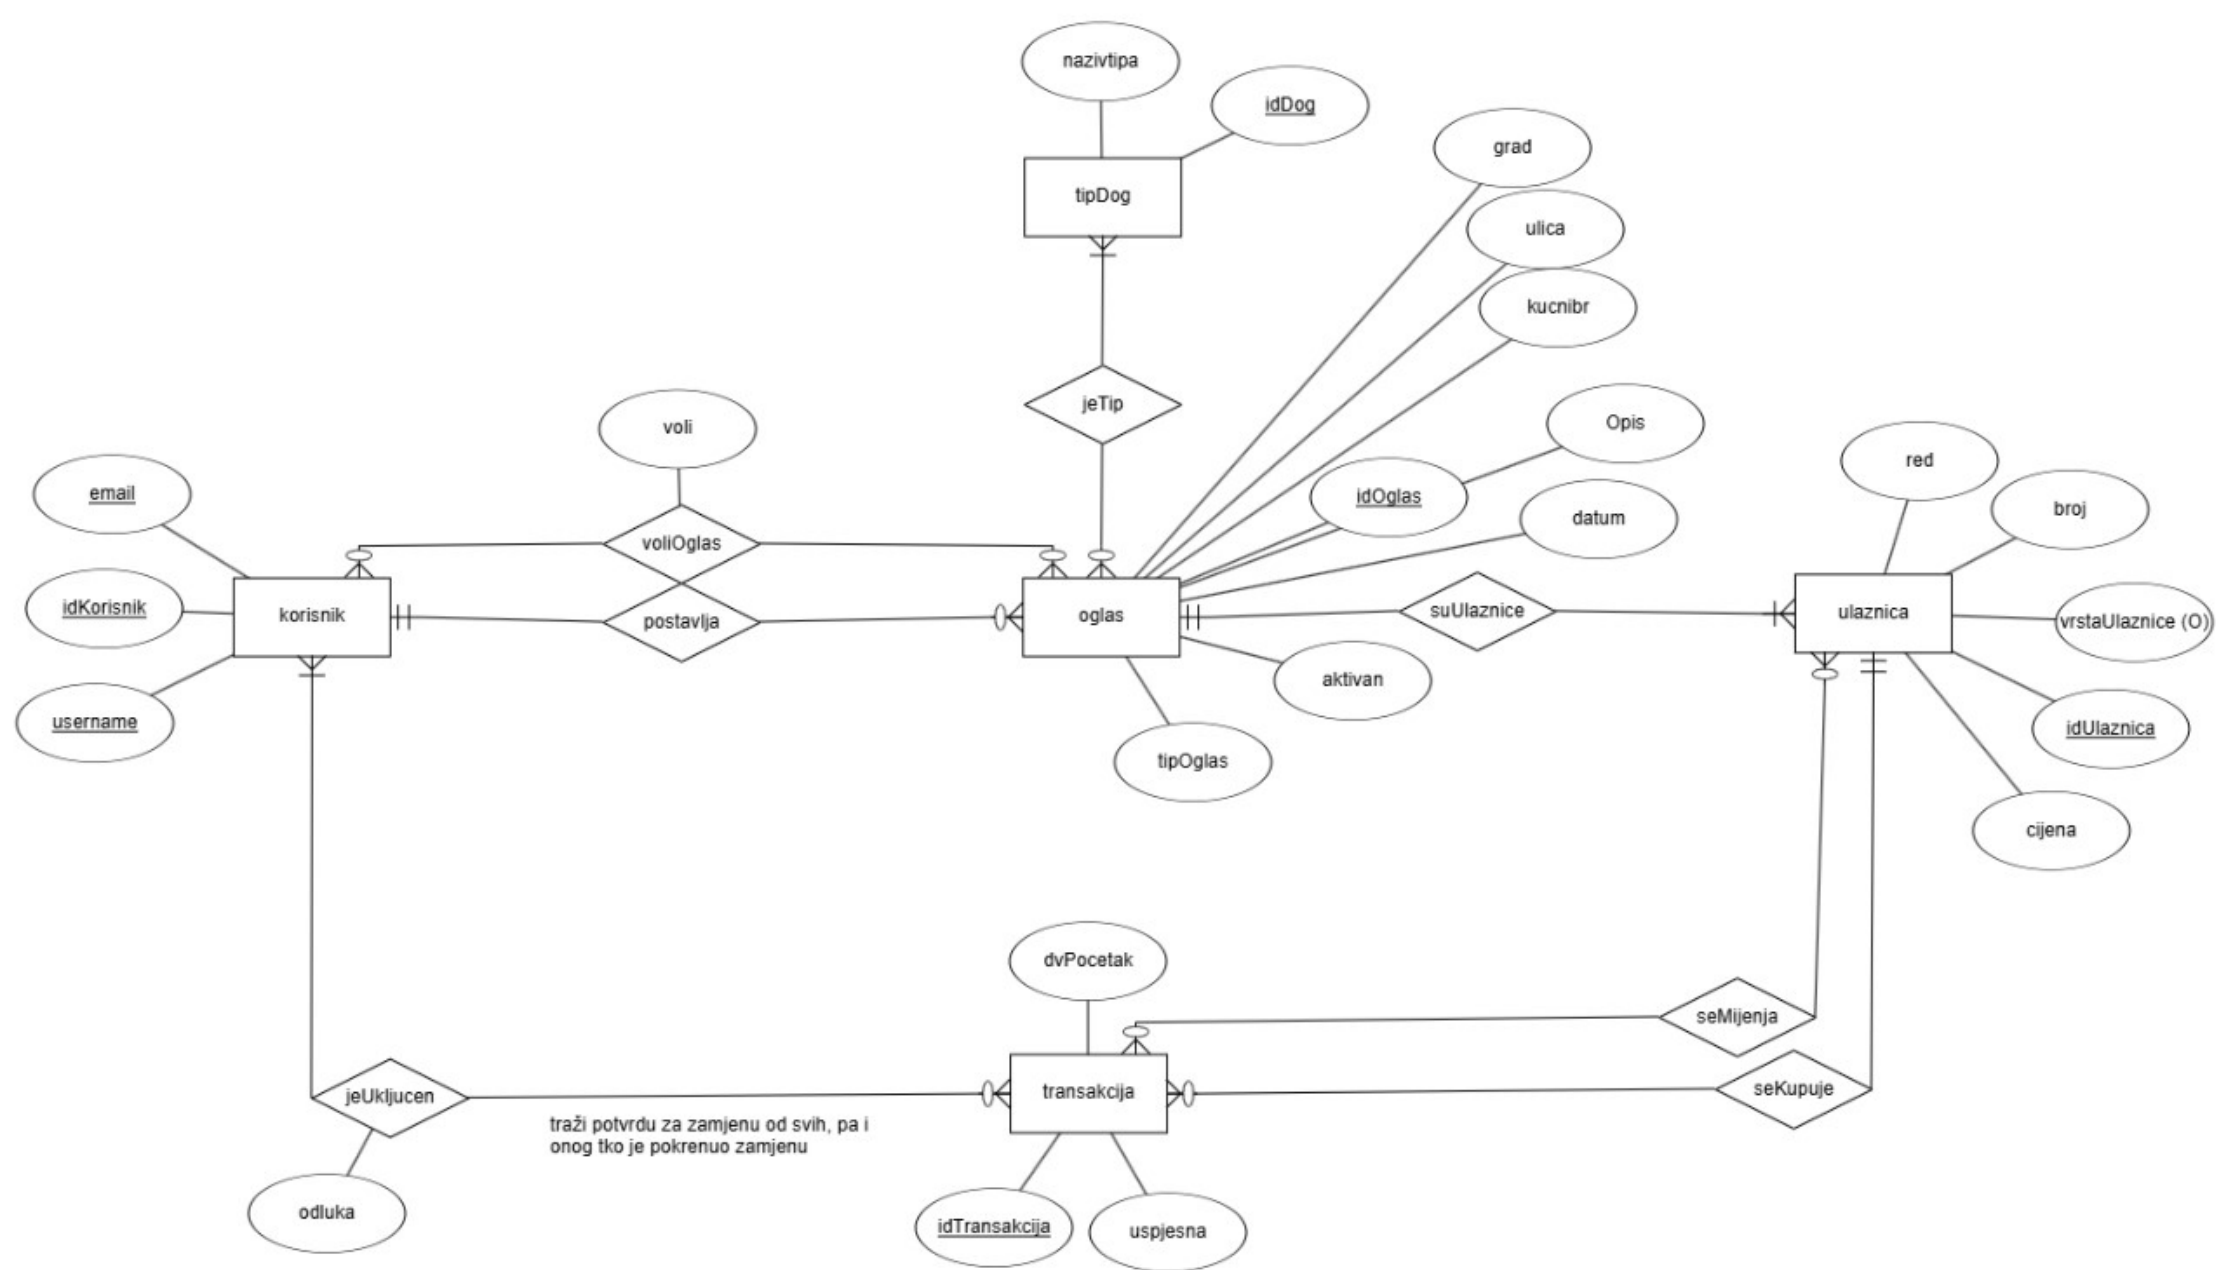 nazivtipa
idDog
tipDog
grad
ulica
kucnibr
jeTip
voli
Opis
email
idOglas
datum
red
broj
voliOglas
idKorisnik
korisnik
postavlja
oglas
suUlaznice
ulaznica
vrstaUlaznice (O)
username
aktivan
idUlaznica
tipOglas
cijena
dvPocetak
seMijenja
jeUkljucen
transakcija
seKupuje
traži potvrdu za zamjenu od svih, pa i
onog tko je pokrenuo zamjenu
odluka
idTransakcija
uspjesna